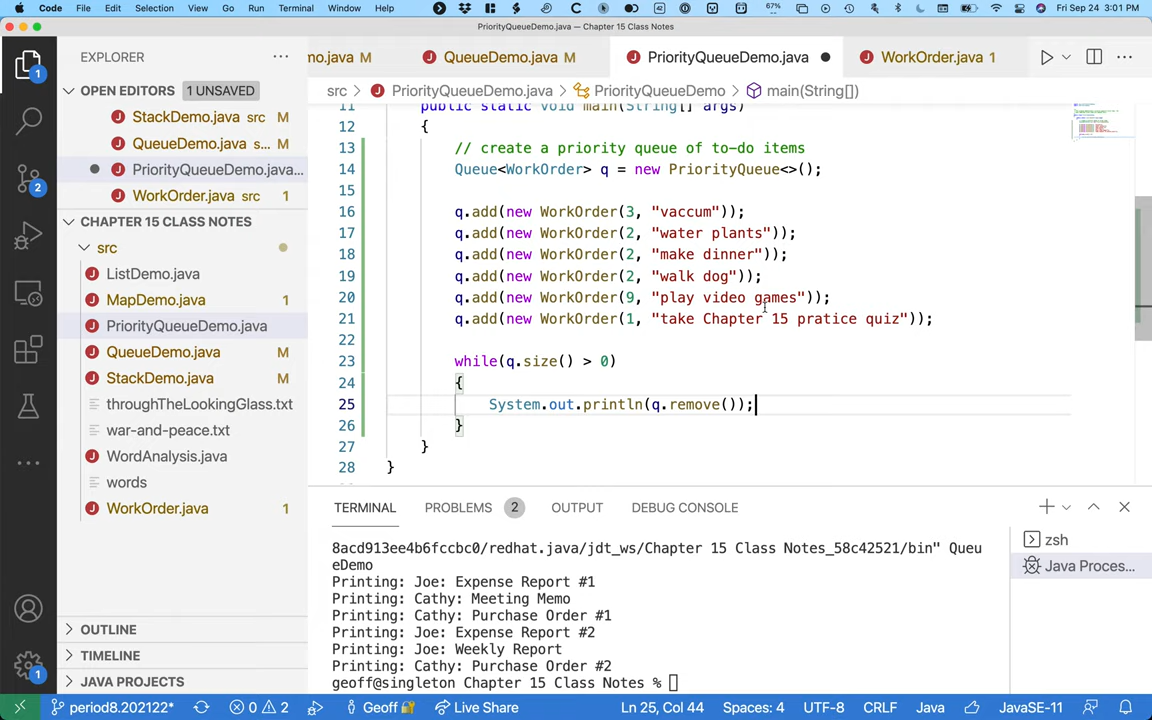 Code File Edit Selection View Go Run Terminal Window Help 67% Fri Sep 24 3:01 PM
PriorityQueueDemo.java — Chapter 15 Class Notes
EXPLORER
mo.java M QueueDemo.java M PriorityQueueDemo.java WorkOrder.java 1
OPEN EDITORS 1 UNSAVED
src > PriorityQueueDemo.java > PriorityQueueDemo > main(String[])
StackDemo.java src M
QueueDemo.java s... M
PriorityQueueDemo.java...
WorkOrder.java src 1
CHAPTER 15 CLASS NOTES
src
ListDemo.java
MapDemo.java 1
PriorityQueueDemo.java
QueueDemo.java M
StackDemo.java M
throughTheLookingGlass.txt
war-and-peace.txt
WordAnalysis.java
words
WorkOrder.java 1
OUTLINE
TIMELINE
JAVA PROJECTS
11 public static void main(String[] args)
12 {
13 // create a priority queue of to-do items
14 Queue<WorkOrder> q = new PriorityQueue<>();
15
16 q.add(new WorkOrder(3, "vaccum"));
17 q.add(new WorkOrder(2, "water plants"));
18 q.add(new WorkOrder(2, "make dinner"));
19 q.add(new WorkOrder(2, "walk dog"));
20 q.add(new WorkOrder(9, "play video games"));
21 q.add(new WorkOrder(1, "take Chapter 15 pratice quiz"));
22
23 while(q.size() > 0)
24 {
25 System.out.println(q.remove());
26 }
27 }
28 }
TERMINAL PROBLEMS 2 OUTPUT DEBUG CONSOLE
8acd913ee4b6fccbc0/redhat.java/jdt_ws/Chapter 15 Class Notes_58c42521/bin" Queu
eDemo
Printing: Joe: Expense Report #1
Printing: Cathy: Meeting Memo
Printing: Cathy: Purchase Order #1
Printing: Joe: Expense Report #2
Printing: Joe: Weekly Report
Printing: Cathy: Purchase Order #2
geoff@singleton Chapter 15 Class Notes %
zsh
Java Proces...
1
2
1
period8.202122* 0 2 Geoff Live Share Ln 25, Col 44 Spaces: 4 UTF-8 CRLF Java JavaSE-11